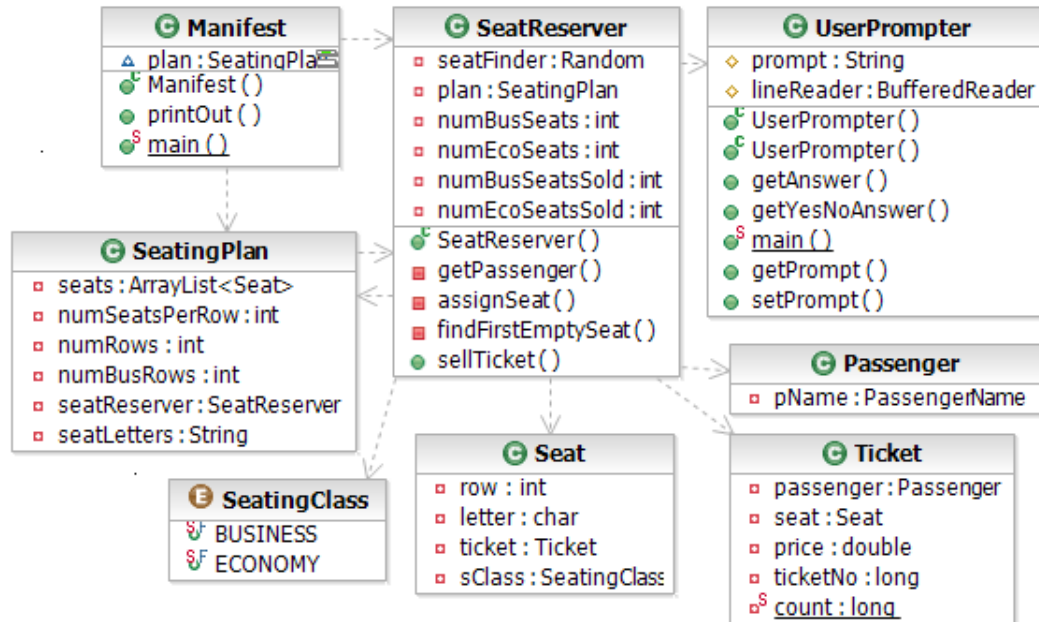 Manifest
plan : SeatingPla
Manifest ( )
printOut ( )
main ( )
SeatReserver
seatFinder : Random
plan : SeatingPlan
numBusSeats : int
numEcoSeats : int
numBusSeatsSold : int
numEcoSeatsSold : int
SeatReserver ( )
getPassenger ( )
assignSeat ( )
findFirstEmptySeat ( )
sellTicket ( )
UserPrompter
prompt : String
lineReader : BufferedReader
UserPrompter ( )
UserPrompter ( )
getAnswer ( )
getYesNoAnswer ( )
main ( )
getPrompt ( )
setPrompt ( )
SeatingPlan
seats : ArrayList<Seat>
numSeatsPerRow : int
numRows : int
numBusRows : int
seatReserver : SeatReserver
seatLetters : String
Passenger
pName : PassengerName
SeatingClass
BUSINESS
ECONOMY
Seat
row : int
letter : char
ticket : Ticket
sClass : SeatingClass
Ticket
passenger : Passenger
seat : Seat
price : double
ticketNo : long
count : long